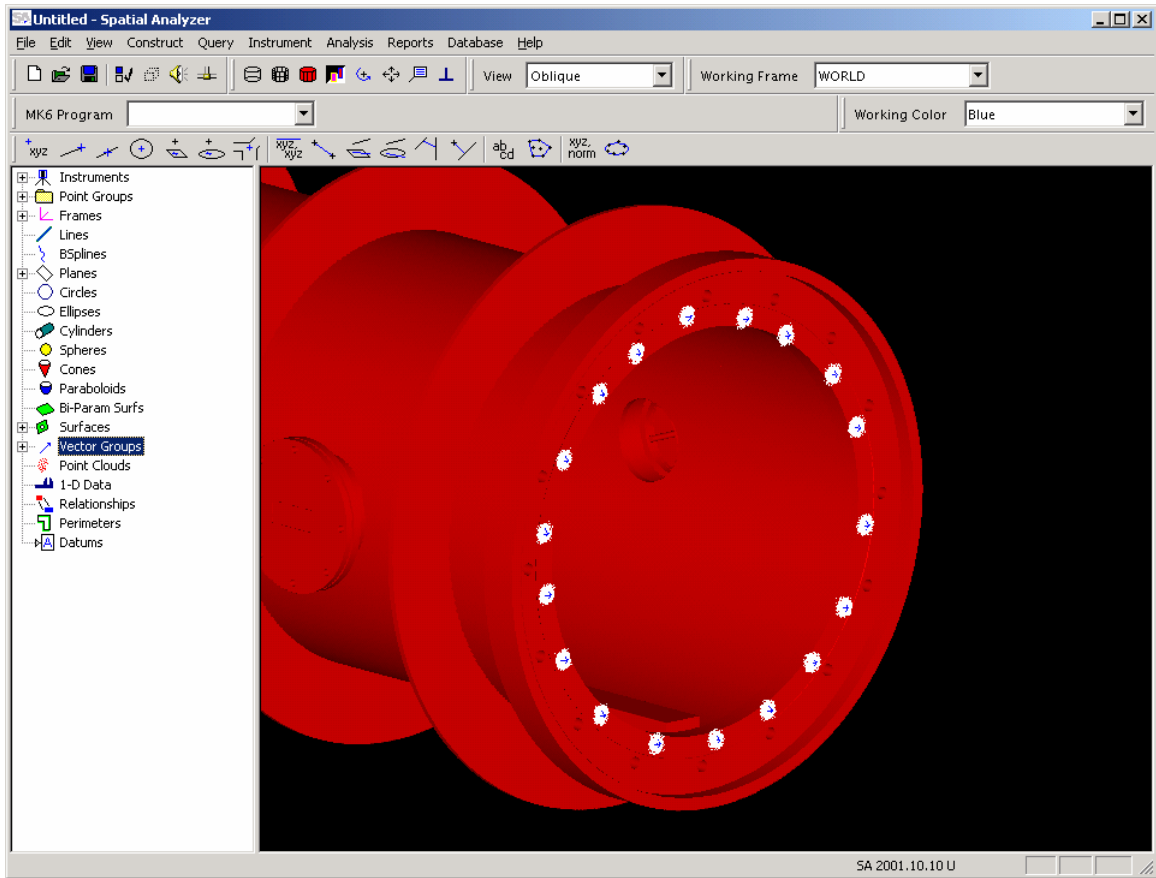 Untitled - Spatial Analyzer
File Edit View Construct Query Instrument Analysis Reports Database Help
View Oblique Working Frame WORLD
MK6 Program Working Color Blue
xyz xyz, xyz ab cd xyz, norm
Instruments
Point Groups
Frames
Lines
BSplines
Planes
Circles
Ellipses
Cylinders
Spheres
Cones
Paraboloids
Bi-Param Surfs
Surfaces
Vector Groups
Point Clouds
1-D Data
Relationships
Perimeters
A Datums
SA 2001.10.10 U